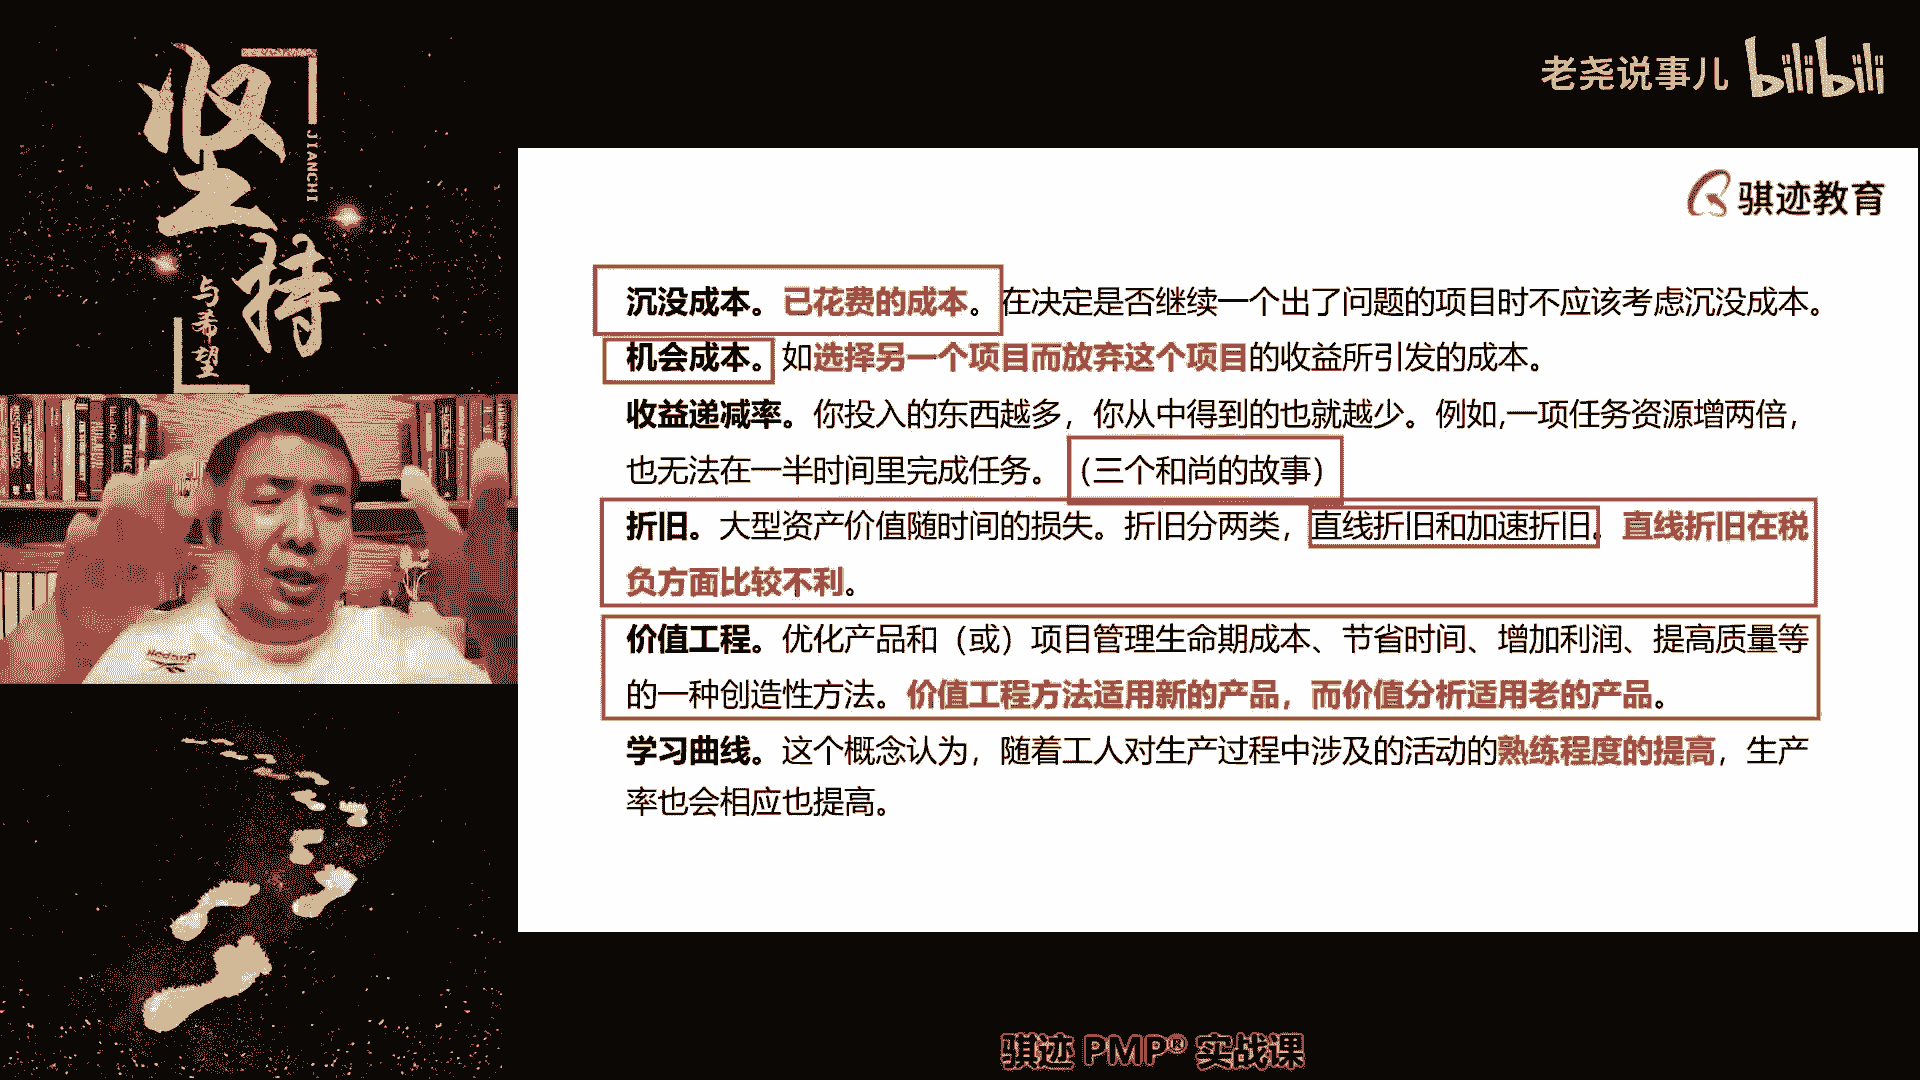 坚持
JIANCHI
与希望
老尧说事儿 bilibili
骐迹教育
沉没成本。已花费的成本。在决定是否继续一个出了问题的项目时不应该考虑沉没成本。
机会成本。如选择另一个项目而放弃这个项目的收益所引发的成本。
收益递减率。你投入的东西越多，你从中得到的也就越少。例如,一项任务资源增两倍，
也无法在一半时间里完成任务。（三个和尚的故事）
折旧。大型资产价值随时间的损失。折旧分两类，直线折旧和加速折旧。直线折旧在税
负方面比较不利。
价值工程。优化产品和（或）项目管理生命期成本、节省时间、增加利润、提高质量等
的一种创造性方法。价值工程方法适用新的产品，而价值分析适用老的产品。
学习曲线。这个概念认为，随着工人对生产过程中涉及的活动的熟练程度的提高，生产
率也会相应也提高。
骐迹 PMP® 实战课